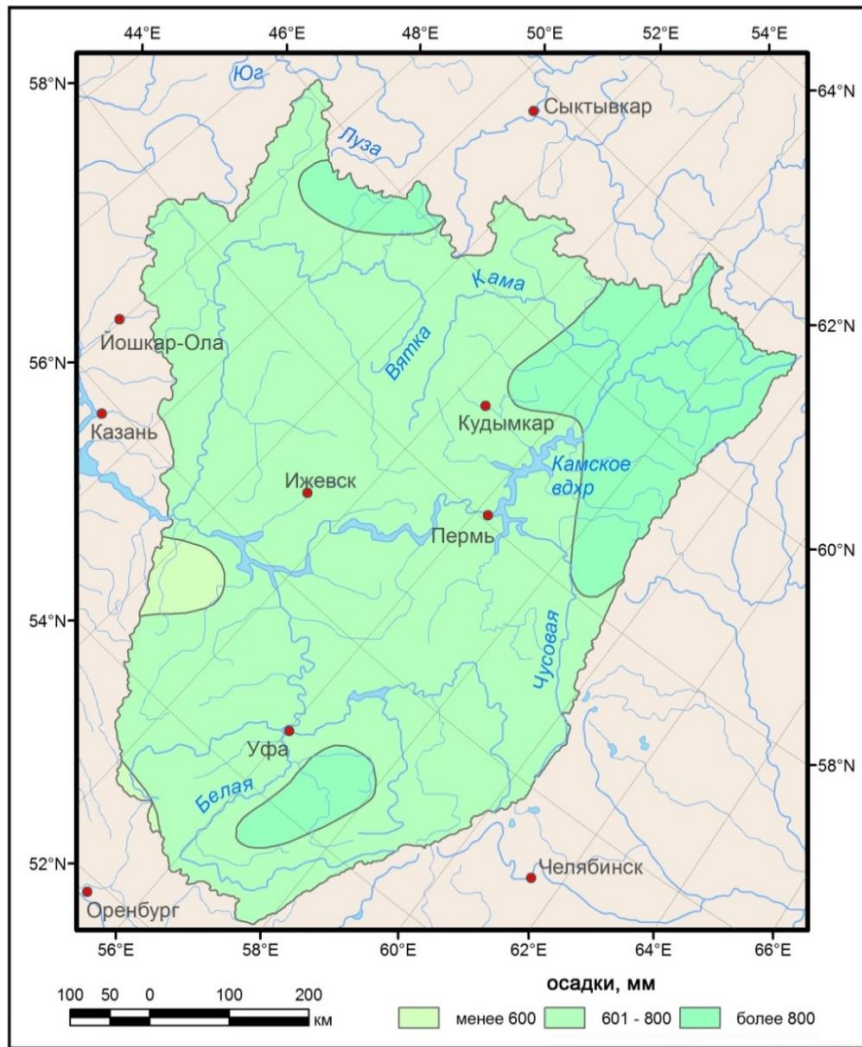 44°E 46°E 48°E 50°E 52°E 54°E
58°N
64°N
Юг
Сыктывкар
Луза
Кама
62°N
Йошкар-Ола
Вятка
56°N
Казань
Кудымкар
Ижевск
Камское
вдхр
Пермь
60°N
54°N
Чусовая
Уфа
58°N
Белая
52°N
Челябинск
Оренбург
56°E 58°E 60°E 62°E 64°E 66°E
осадки, мм
100 50 0 100 200
км
менее 600 601 - 800 более 800